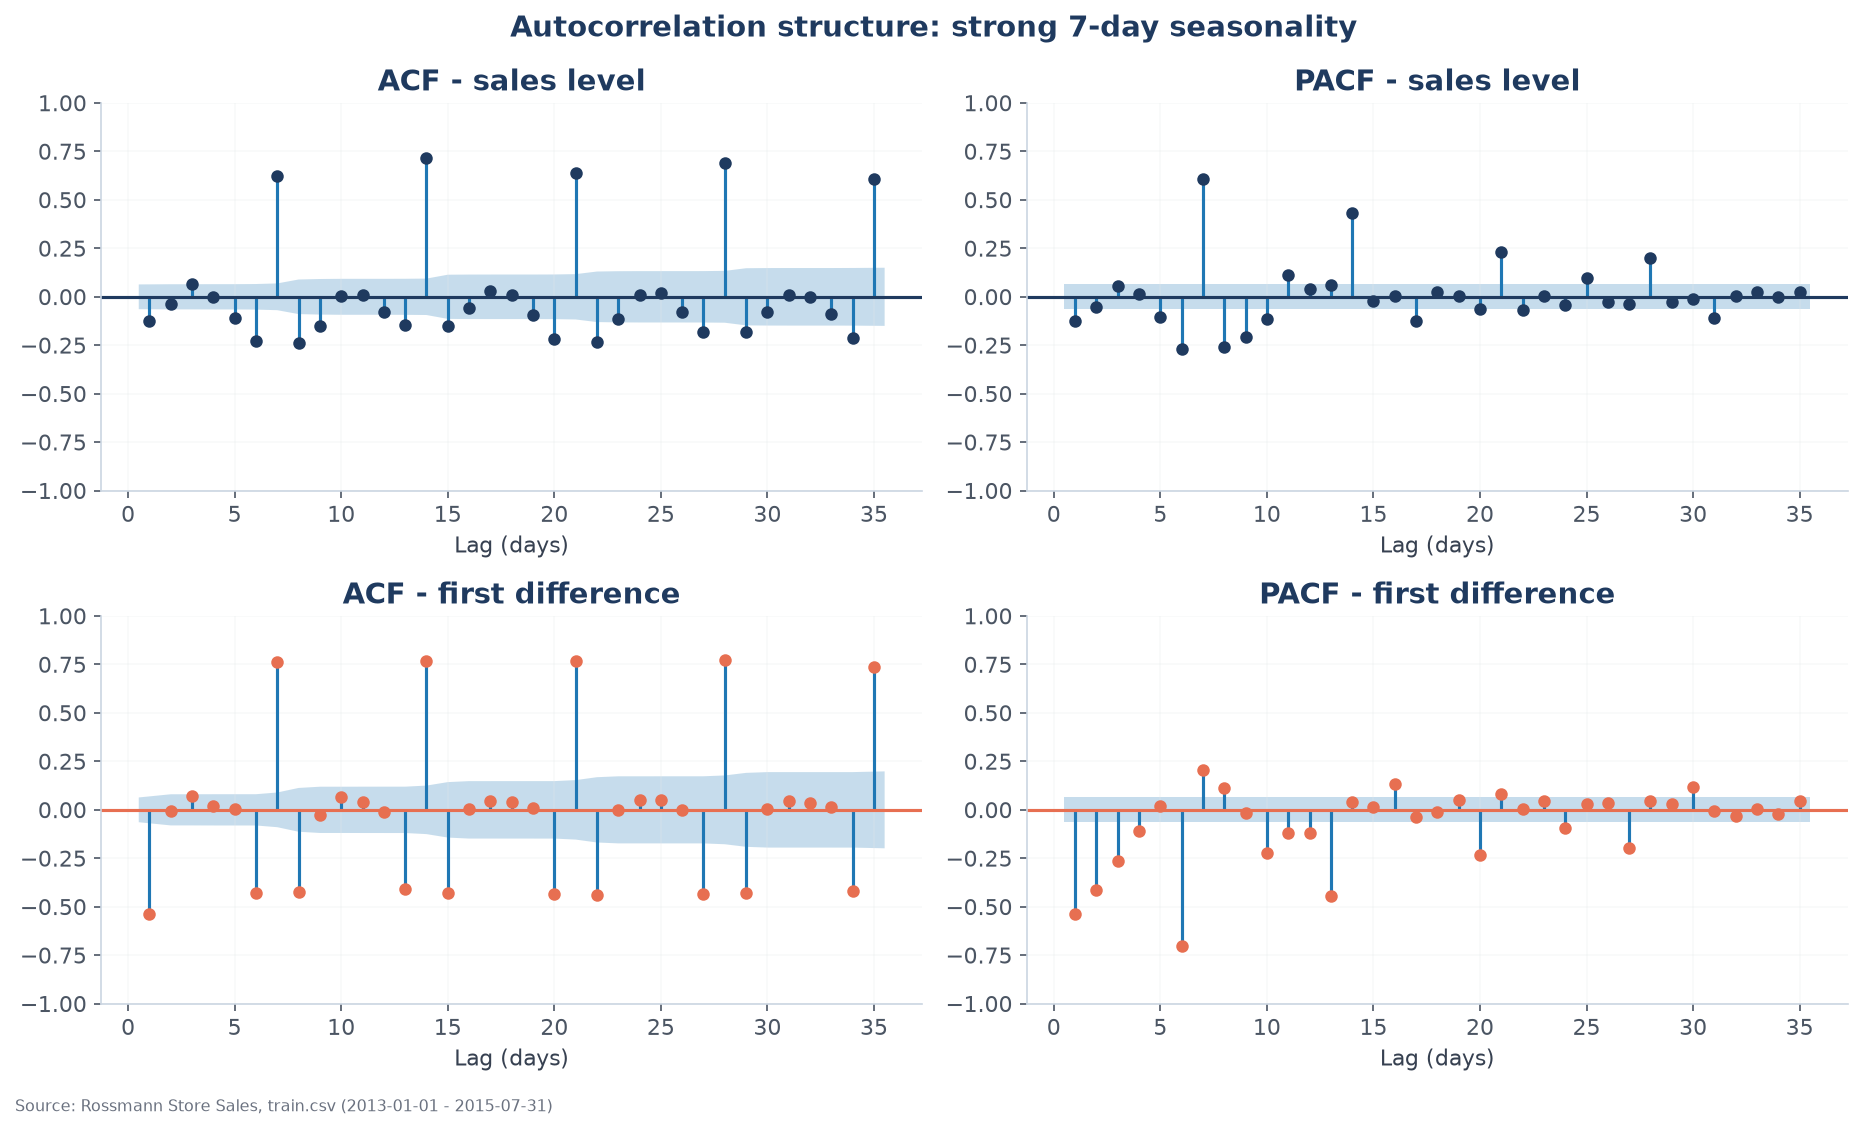 Autocorrelation structure: strong 7-day seasonality
ACF - sales level
1.00
0.75
0.50
0.25
0.00
−0.25
−0.50
−0.75
−1.00
0 5 10 15 20 25 30 35
Lag (days)
PACF - sales level
1.00
0.75
0.50
0.25
0.00
−0.25
−0.50
−0.75
−1.00
0 5 10 15 20 25 30 35
Lag (days)
ACF - first difference
1.00
0.75
0.50
0.25
0.00
−0.25
−0.50
−0.75
−1.00
0 5 10 15 20 25 30 35
Lag (days)
PACF - first difference
1.00
0.75
0.50
0.25
0.00
−0.25
−0.50
−0.75
−1.00
0 5 10 15 20 25 30 35
Lag (days)
Source: Rossmann Store Sales, train.csv (2013-01-01 - 2015-07-31)